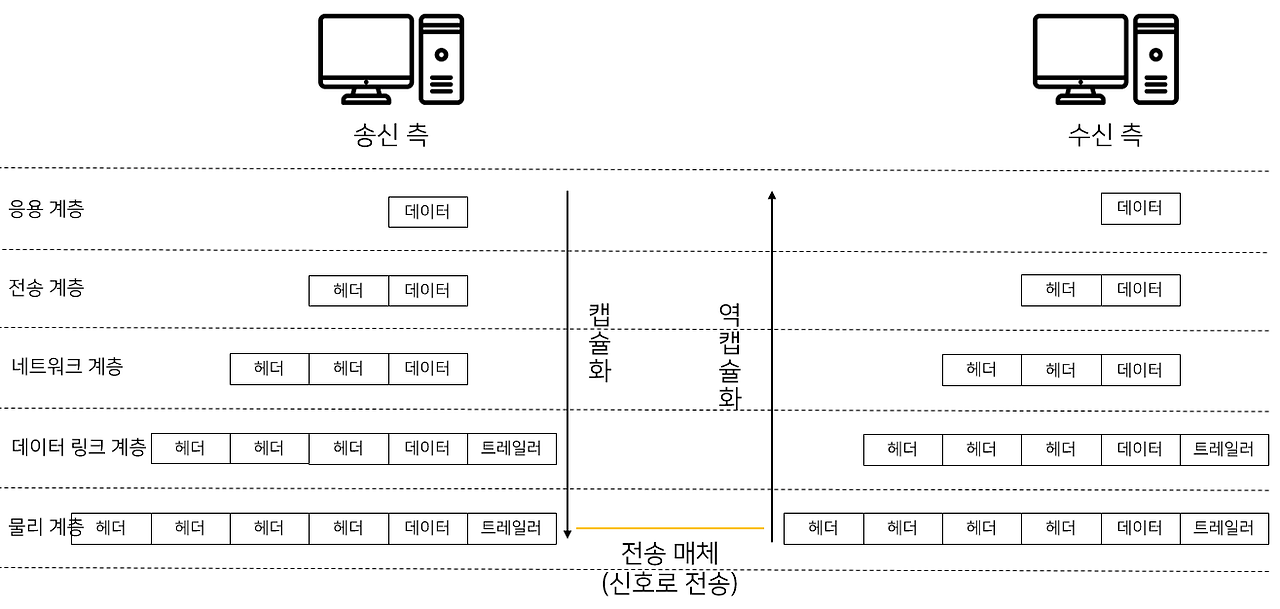 송신 측
수신 측
응용 계층
데이터
데이터
전송 계층
헤더 데이터
헤더 데이터
캡슐화
역캡슐화
네트워크 계층
헤더 헤더 데이터
헤더 헤더 데이터
데이터 링크 계층
헤더 헤더 헤더 데이터 트레일러
헤더 헤더 헤더 데이터 트레일러
물리 계층
헤더 헤더 헤더 헤더 데이터 트레일러
헤더 헤더 헤더 헤더 데이터 트레일러
전송 매체
(신호로 전송)